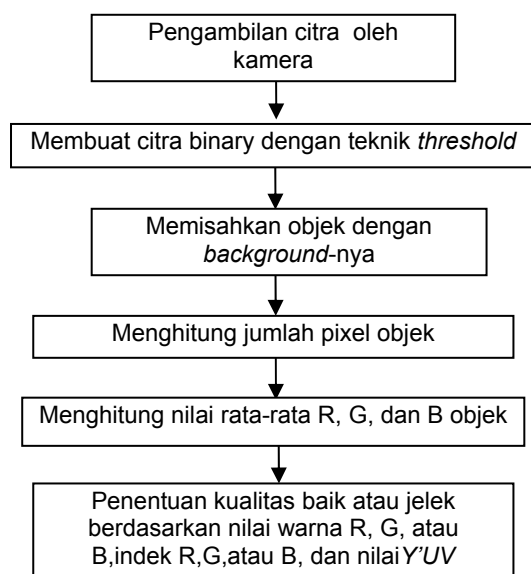 Pengambilan citra oleh
kamera
Membuat citra binary dengan teknik threshold
Memisahkan objek dengan
background-nya
Menghitung jumlah pixel objek
Menghitung nilai rata-rata R, G, dan B objek
Penentuan kualitas baik atau jelek
berdasarkan nilai warna R, G, atau
B,indek R,G,atau B, dan nilai Y'UV